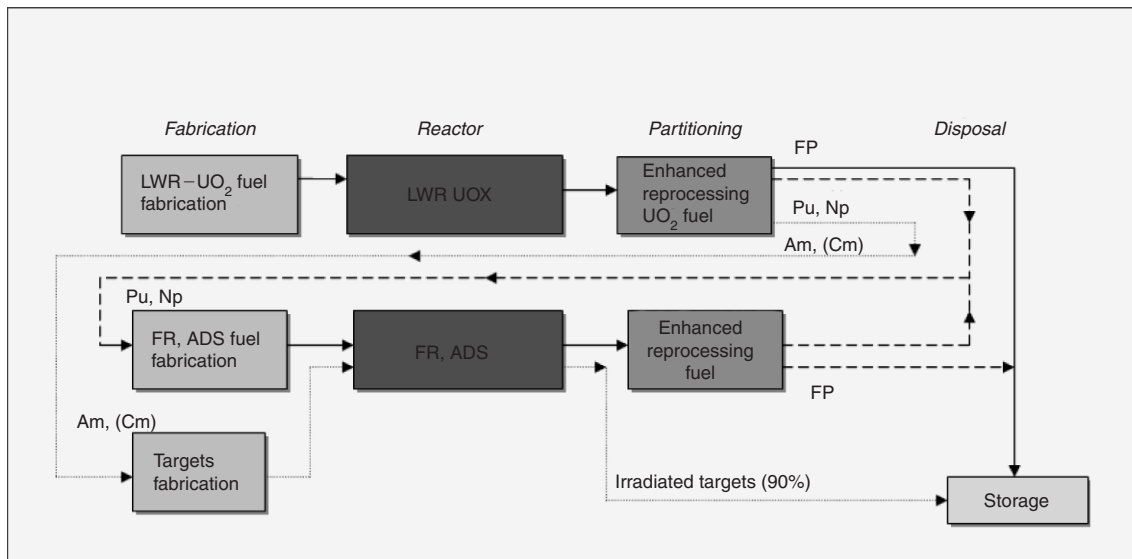 Fabrication
Reactor
Partitioning
Disposal
FP
LWR–UO2 fuel
fabrication
LWR UOX
Enhanced
reprocessing
UO2 fuel
Pu, Np
Am, (Cm)
Pu, Np
FR, ADS fuel
fabrication
FR, ADS
Enhanced
reprocessing
fuel
FP
Am, (Cm)
Targets
fabrication
Irradiated targets (90%)
Storage